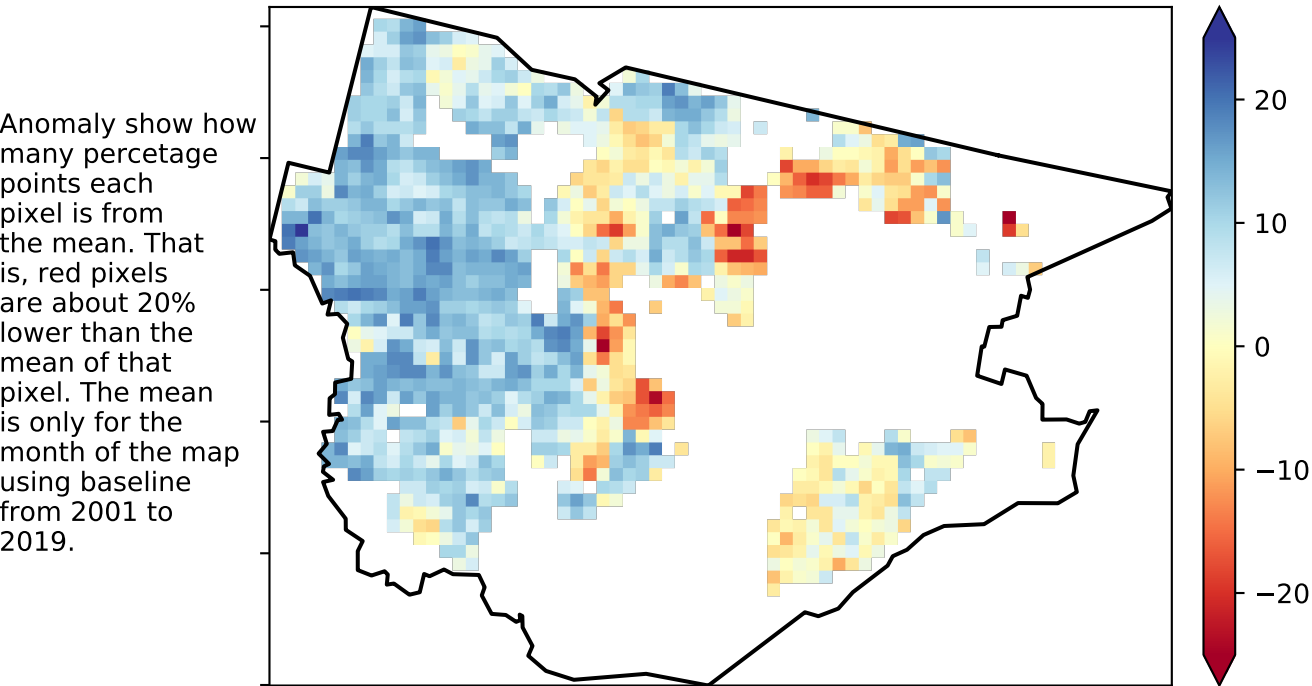 Anomaly show how
many percetage
points each
pixel is from
the mean. That
is, red pixels
are about 20%
lower than the
mean of that
pixel. The mean
is only for the
month of the map
using baseline
from 2001 to
2019.
20
10
0
−10
−20